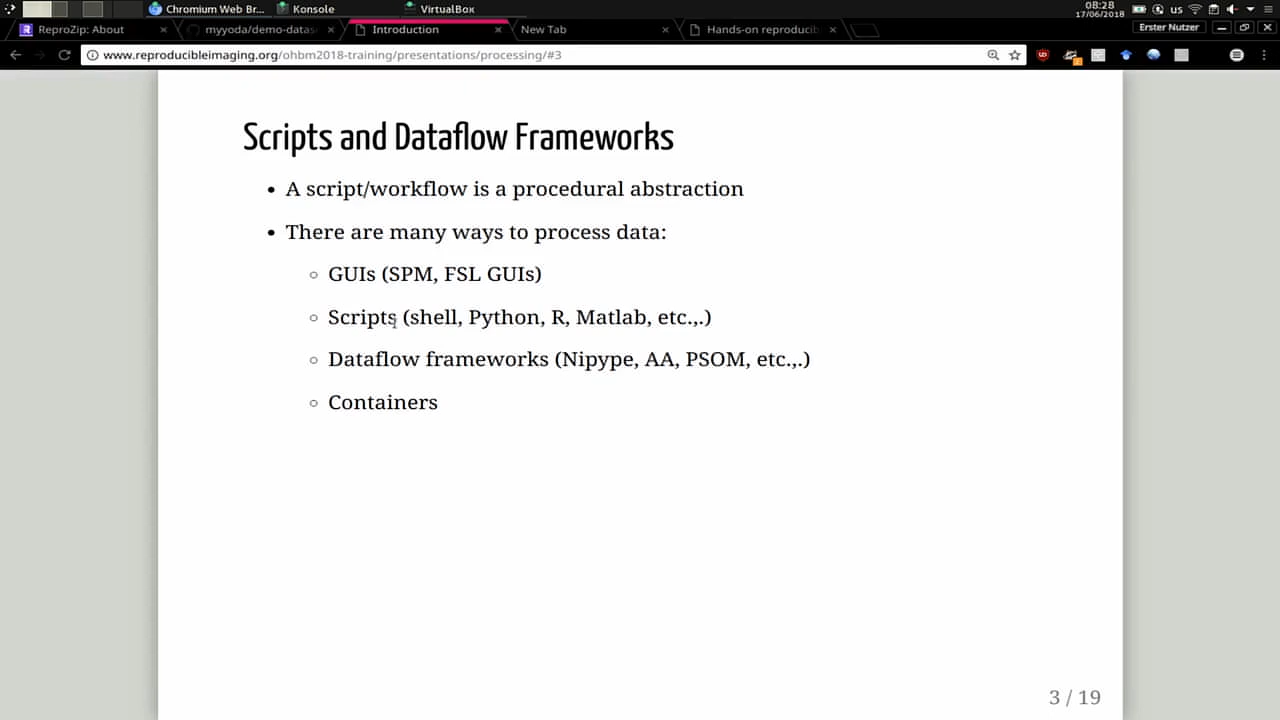 Chromium Web Br...
Konsole
VirtualBox
08:28
17/06/2018
us
ReproZip: About
myyoda/demo-datas
Introduction
New Tab
Hands-on reproducib
Erster Nutzer
www.reproducibleimaging.org/ohbm2018-training/presentations/processing/#3
Scripts and Dataflow Frameworks
• A script/workflow is a procedural abstraction
• There are many ways to process data:
◦ GUIs (SPM, FSL GUIs)
◦ Scripts (shell, Python, R, Matlab, etc.,.)
◦ Dataflow frameworks (Nipype, AA, PSOM, etc.,.)
◦ Containers
3 / 19